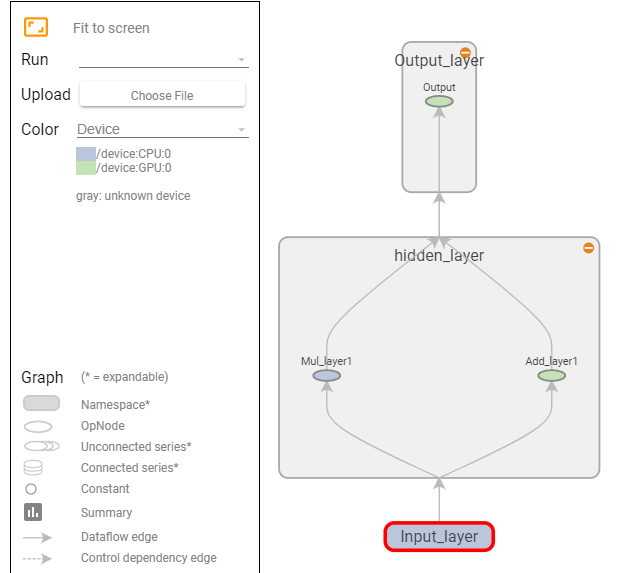 Fit to screen
Run
Upload Choose File
Color Device
/device:CPU:0
/device:GPU:0
gray: unknown device
Graph (* = expandable)
Namespace*
OpNode
Unconnected series*
Connected series*
Constant
Summary
Dataflow edge
Control dependency edge
Output_layer
Output
hidden_layer
Mul_layer1 Add_layer1
Input_layer